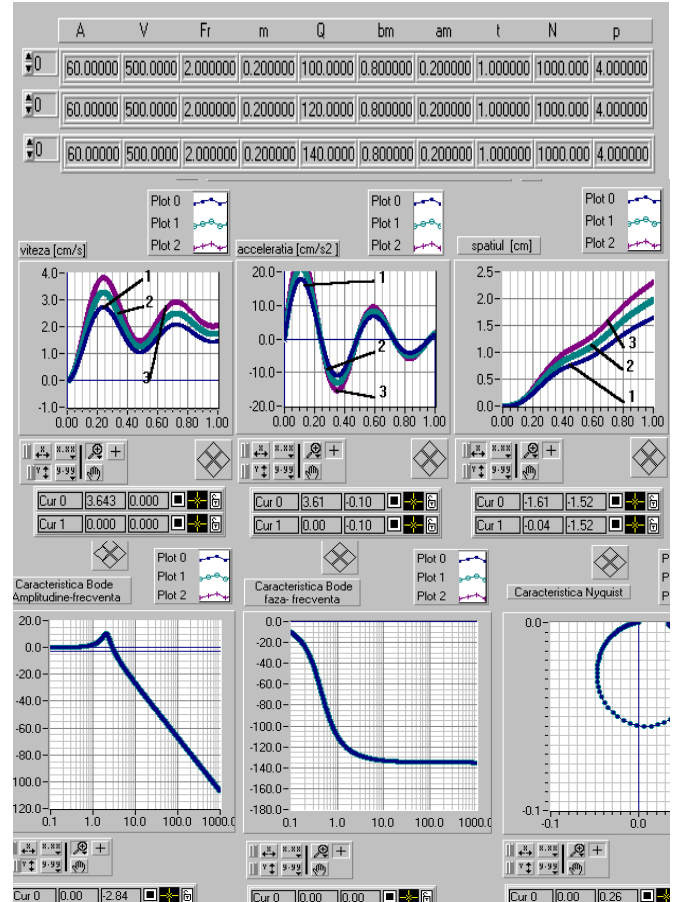 A V Fr m Q bm am t N p
0 60.00000 500.0000 2.000000 0.200000 100.0000 0.800000 0.200000 1.000000 1000.000 4.000000
0 60.00000 500.0000 2.000000 0.200000 120.0000 0.800000 0.200000 1.000000 1000.000 4.000000
0 60.00000 500.0000 2.000000 0.200000 140.0000 0.800000 0.200000 1.000000 1000.000 4.000000
Plot 0 Plot 0 Plot 0
Plot 1 Plot 1 Plot 1
Plot 2 Plot 2 Plot 2
viteza [cm/s] acceleratia [cm/s2 ] spatiul [cm]
4.0-
3.0-
2.0-
1.0-
0.0-
-1.0-
0.00 0.20 0.40 0.60 0.80 1.00
1
2
3
20.0-
10.0-
0.0-
-10.0-
-20.0-
0.00 0.20 0.40 0.60 0.80 1.00
1
2
3
2.5-
2.0-
1.5-
1.0-
0.5-
0.0-
0.00 0.20 0.40 0.60 0.80 1.00
3
2
1
X X.XX X X.XX X X.XX
Y Y.YY Y Y.YY Y Y.YY
Cur 0 3.643 0.000 Cur 0 3.61 -0.10 Cur 0 -1.61 -1.52
Cur 1 0.000 0.000 Cur 1 0.00 -0.10 Cur 1 -0.04 -1.52
Plot 0 Plot 0 P
Plot 1 Plot 1 P
Plot 2 Plot 2 P
Caracteristica Bode
Amplitudine-frecventa
Caracteristica Bode
faza- frecventa
Caracteristica Nyquist
20.0-
0.0-
-20.0-
-40.0-
-60.0-
-80.0-
100.0-
120.0-
0.1 1.0 10.0 100.0 1000.0
0.0-
-20.0-
-40.0-
-60.0-
-80.0-
-100.0-
-120.0-
-140.0-
-160.0-
-180.0-
0.1 1.0 10.0 100.0 1000.0
0.0-
-0.1-
-0.1 0.0
X X.XX X X.XX X X.XX
Y Y.YY Y Y.YY Y Y.YY
Cur 0 0.00 -2.84 Cur 0 0.00 0.00 Cur 0 0.00 0.26